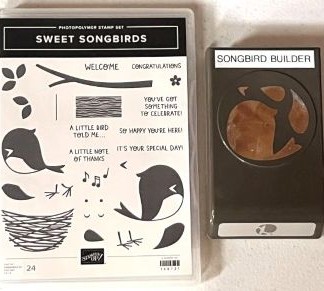 PHOTOPOLYMER STAMP SET
SWEET SONGBIRDS
WELCOME
CONGRATULATIONS
YOU'VE GOT
SOMETHING
TO CELEBRATE!
A LITTLE BIRD
TOLD ME...
SO HAPPY YOU'RE HERE!
A LITTLE NOTE
OF THANKS
IT'S YOUR SPECIAL DAY!
24
SONGBIRD BUILDER